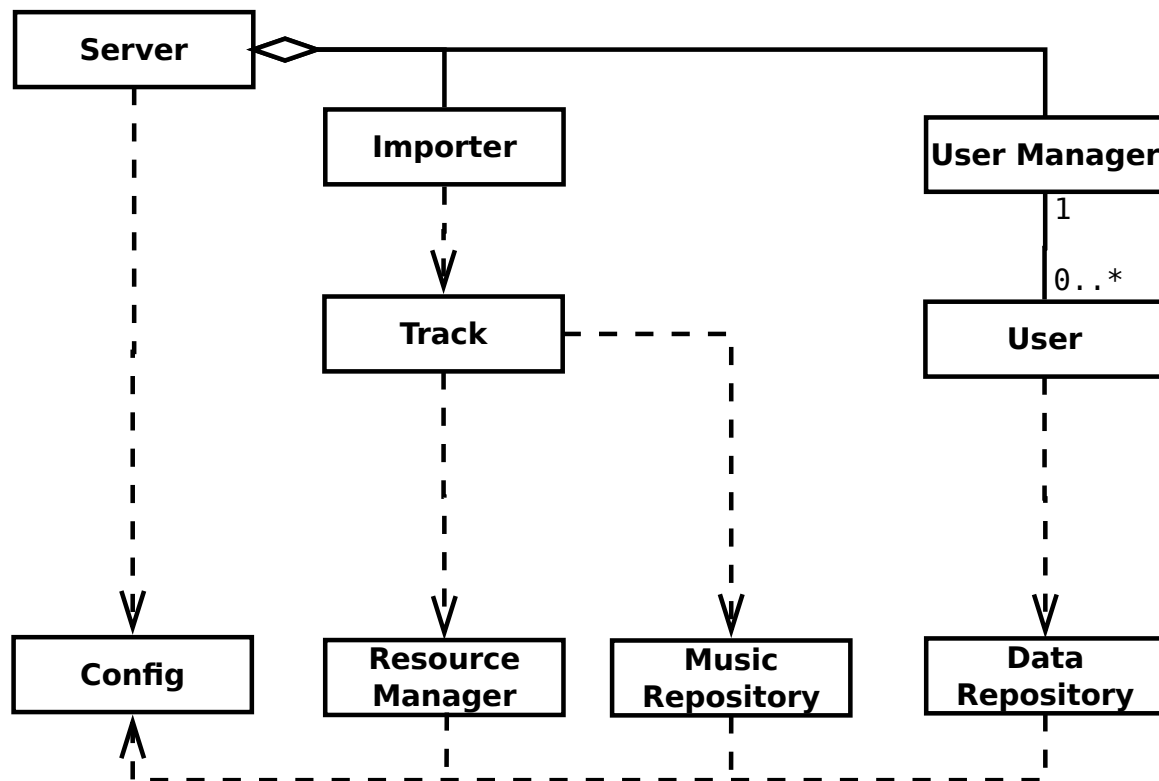 Server
Importer
User Manager
1
0..*
Track
User
Config
Resource
Manager
Music
Repository
Data
Repository